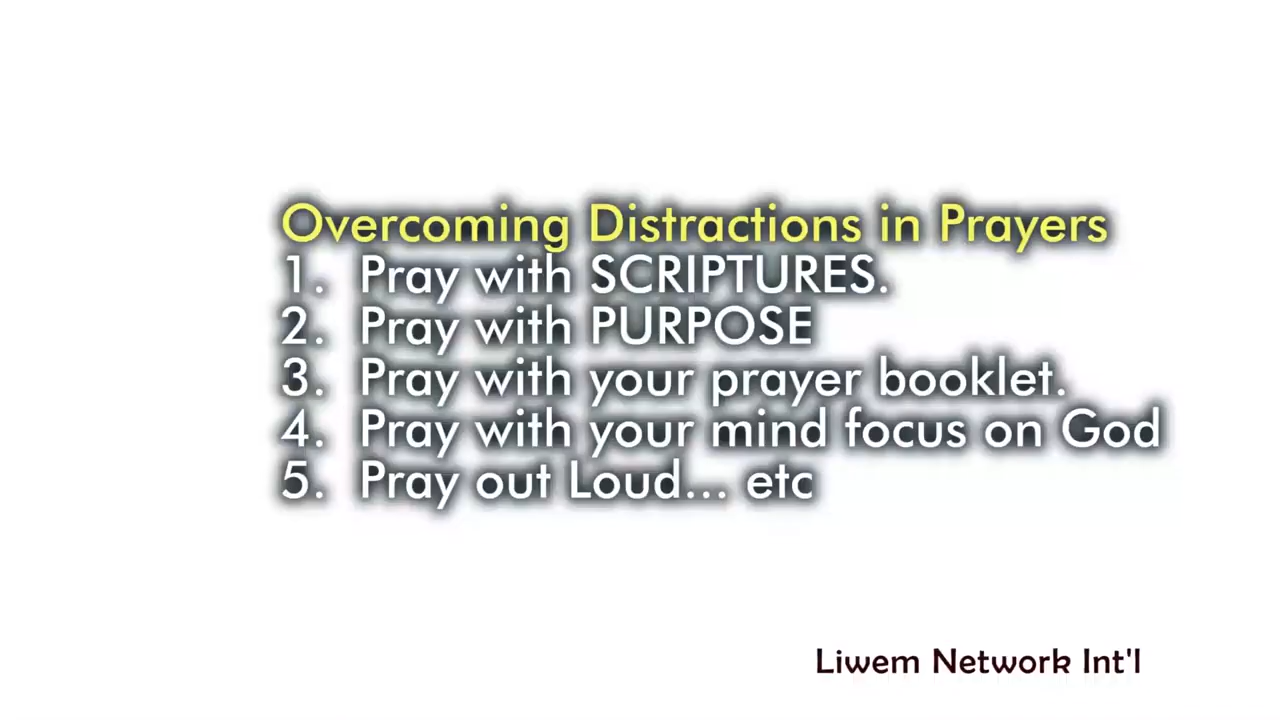 Overcoming Distractions in Prayers
1. Pray with SCRIPTURES.
2. Pray with PURPOSE
3. Pray with your prayer booklet.
4. Pray with your mind focus on God
5. Pray out Loud... etc
Liwem Network Int'l